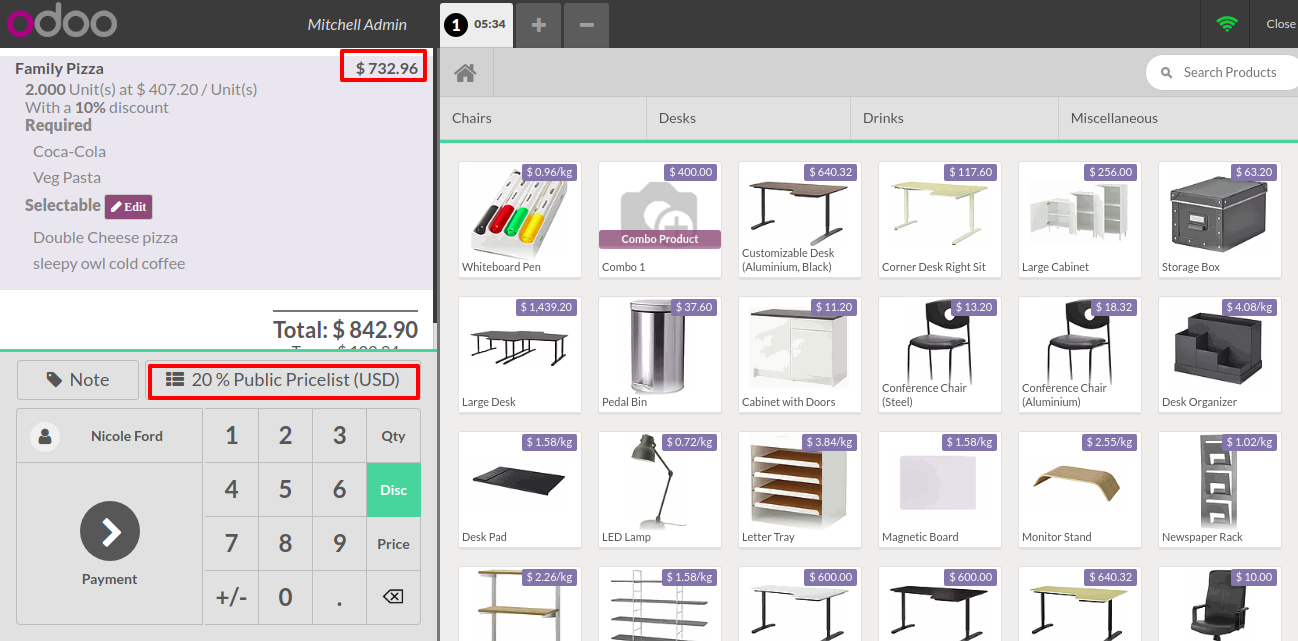 odoo
Mitchell Admin
1 05:34
+ −
Close
Family Pizza $ 732.96
2.000 Unit(s) at $ 407.20 / Unit(s)
With a 10% discount
Required
Coca-Cola
Veg Pasta
Selectable Edit
Double Cheese pizza
sleepy owl cold coffee
Total: $ 842.90
Note
20 % Public Pricelist (USD)
Nicole Ford
Payment
1 2 3 Qty
4 5 6 Disc
7 8 9 Price
+/- 0 .
Search Products
Chairs Desks Drinks Miscellaneous
$ 0.96/kg
Whiteboard Pen
$ 400.00
Combo Product
Combo 1
$ 640.32
Customizable Desk
(Aluminium, Black)
$ 117.60
Corner Desk Right Sit
$ 256.00
Large Cabinet
$ 63.20
Storage Box
$ 1,439.20
Large Desk
$ 37.60
Pedal Bin
$ 11.20
Cabinet with Doors
$ 13.20
Conference Chair
(Steel)
$ 18.32
Conference Chair
(Aluminium)
$ 4.08/kg
Desk Organizer
$ 1.58/kg
Desk Pad
$ 0.72/kg
LED Lamp
$ 3.84/kg
Letter Tray
$ 1.58/kg
Magnetic Board
$ 2.55/kg
Monitor Stand
$ 1.02/kg
Newspaper Rack
$ 2.26/kg
$ 1.58/kg
$ 600.00
$ 600.00
$ 640.32
$ 10.00